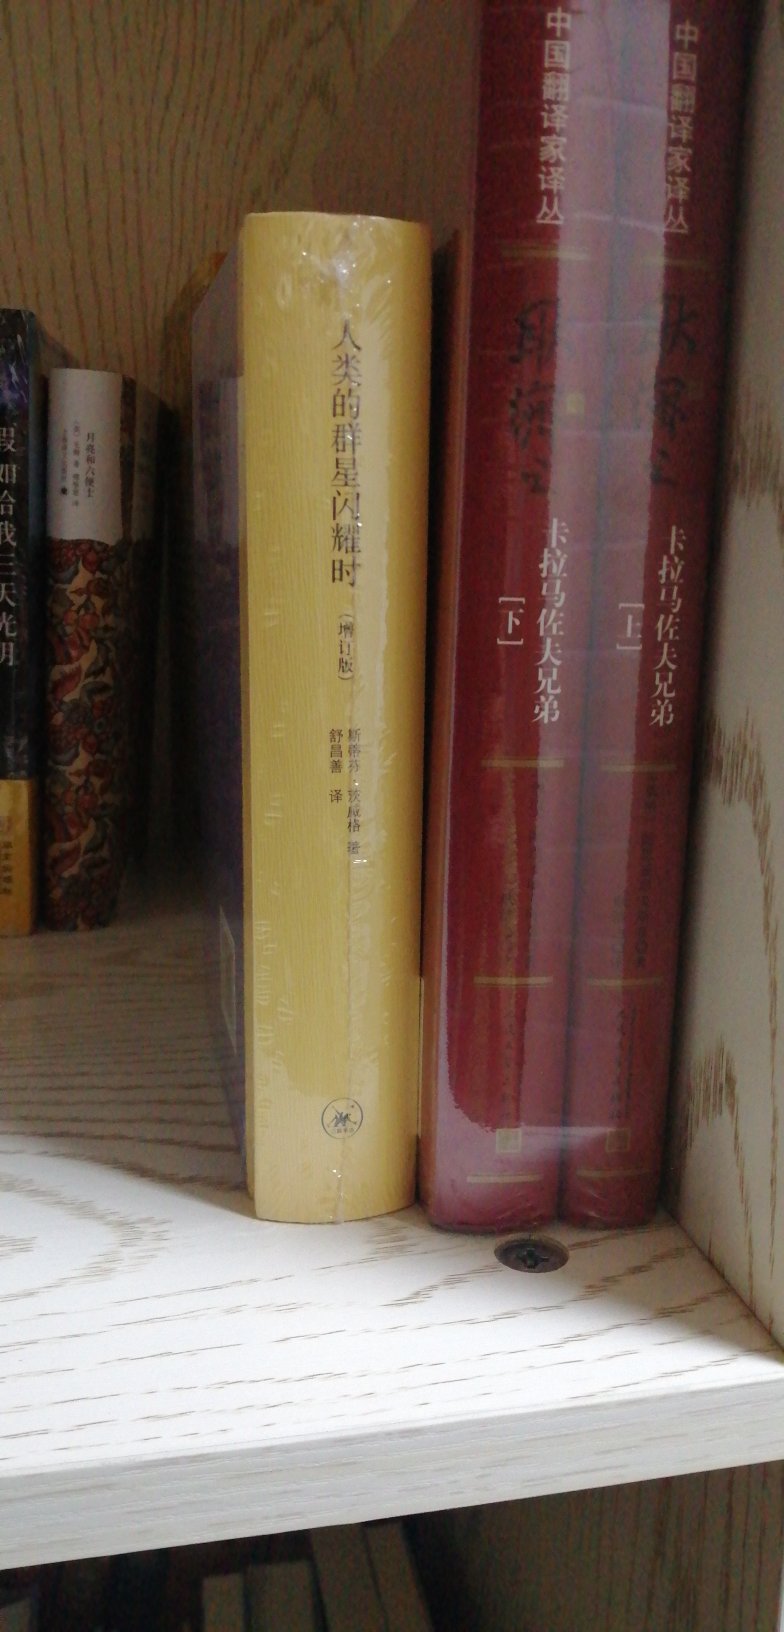 假如给我三天光明
月亮和六便士
人类的群星闪耀时
(增订版)
斯蒂芬·茨威格 著
舒昌善 译
中国翻译家译丛
卡拉马佐夫兄弟
[下]
中国翻译家译丛
卡拉马佐夫兄弟
[上]